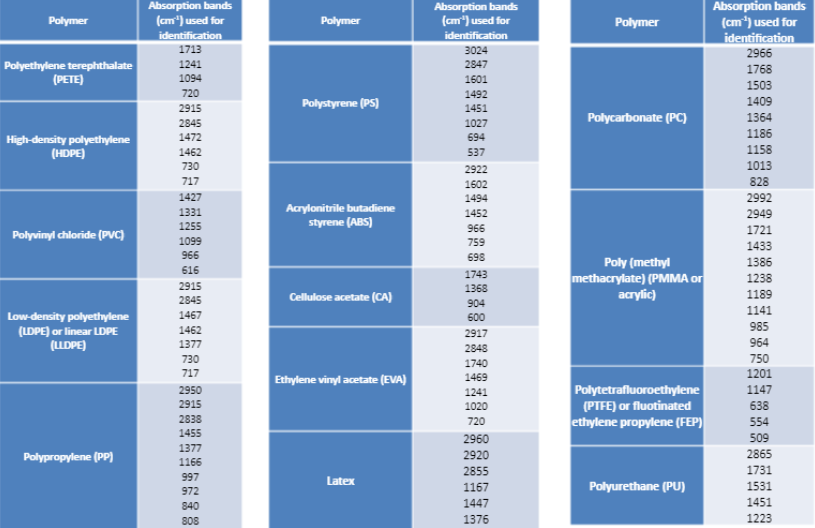 Polymer
Absorption bands
(cm⁻¹) used for
identification
Polyethylene terephthalate
(PETE)
1713
1241
1094
720
High-density polyethylene
(HDPE)
2915
2845
1472
1462
730
717
Polyvinyl chloride (PVC)
1427
1331
1255
1099
966
616
Low-density polyethylene
(LDPE) or linear LDPE
(LLDPE)
2915
2845
1467
1462
1377
730
717
Polypropylene (PP)
2950
2915
2838
1455
1377
1166
997
972
840
808
Polymer
Absorption bands
(cm⁻¹) used for
identification
Polystyrene (PS)
3024
2847
1601
1492
1451
1027
694
537
Acrylonitrile butadiene
styrene (ABS)
2922
1602
1494
1452
966
759
698
Cellulose acetate (CA)
1743
1368
904
600
Ethylene vinyl acetate (EVA)
2917
2848
1740
1469
1241
1020
720
Latex
2960
2920
2855
1167
1447
1376
Polymer
Absorption bands
(cm⁻¹) used for
identification
Polycarbonate (PC)
2966
1768
1503
1409
1364
1186
1158
1013
828
Poly (methyl
methacrylate) (PMMA or
acrylic)
2992
2949
1721
1433
1386
1238
1189
1141
985
964
750
Polytetrafluoroethylene
(PTFE) or fluotinated
ethylene propylene (FEP)
1201
1147
638
554
509
Polyurethane (PU)
2865
1731
1531
1451
1223